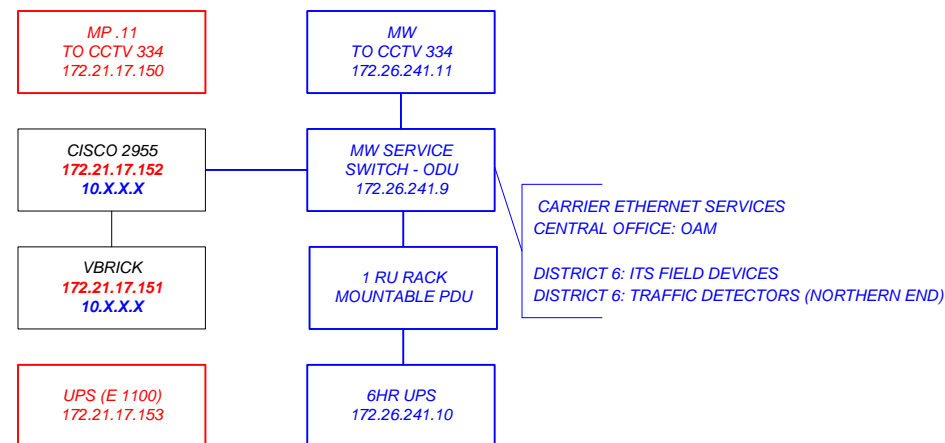 MP .11
TO CCTV 334
172.21.17.150
MW
TO CCTV 334
172.26.241.11
CISCO 2955
172.21.17.152
10.X.X.X
MW SERVICE
SWITCH - ODU
172.26.241.9
CARRIER ETHERNET SERVICES
CENTRAL OFFICE: OAM
DISTRICT 6: ITS FIELD DEVICES
DISTRICT 6: TRAFFIC DETECTORS (NORTHERN END)
VBRICK
172.21.17.151
10.X.X.X
1 RU RACK
MOUNTABLE PDU
UPS (E 1100)
172.21.17.153
6HR UPS
172.26.241.10